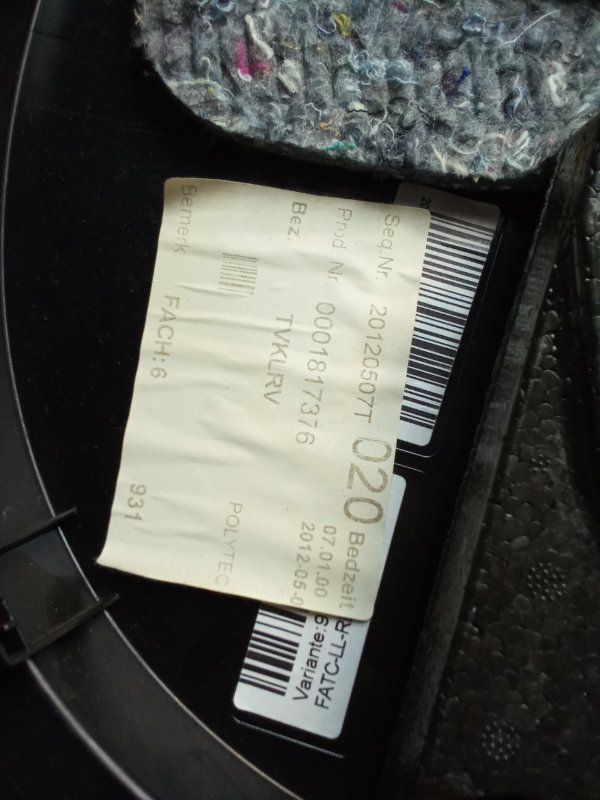 Seq.Nr 20120507T 020 Bedzeit
Prod. Nr 0001817376 07.01.00
2012-05-0
Bez. TVKLRV
POLYTEC
Bemerk FACH: 6 931
Variante:9
FATC-LL-R